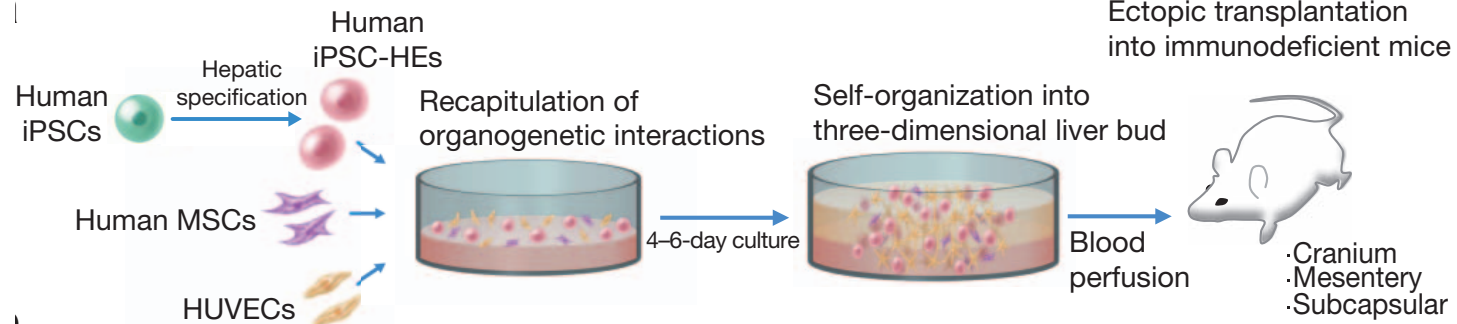 Human
iPSCs
Hepatic
specification
Human
iPSC-HEs
Human MSCs
HUVECs
Recapitulation of
organogenetic interactions
4–6-day culture
Self-organization into
three-dimensional liver bud
Blood
perfusion
Ectopic transplantation
into immunodeficient mice
·Cranium
·Mesentery
·Subcapsular